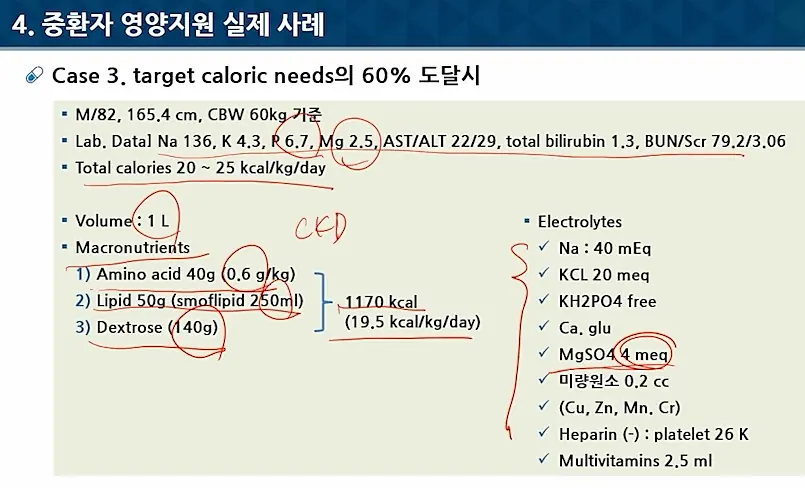 4. 중환자 영양지원 실제 사례
Case 3. target caloric needs의 60% 도달시
M/82, 165.4 cm, CBW 60kg 기준
Lab. Data] Na 136, K 4.3, P 6.7, Mg 2.5, AST/ALT 22/29, total bilirubin 1.3, BUN/Scr 79.2/3.06
Total calories 20 ~ 25 kcal/kg/day
Volume : 1 L
CKD
Macronutrients
1) Amino acid 40g (0.6 g/kg)
2) Lipid 50g (smoflipid 250ml)
3) Dextrose (140g)
1170 kcal
(19.5 kcal/kg/day)
Electrolytes
Na : 40 mEq
KCL 20 meq
KH2PO4 free
Ca. glu
MgSO4 4 meq
미량원소 0.2 cc
(Cu, Zn, Mn. Cr)
Heparin (-) : platelet 26 K
Multivitamins 2.5 ml